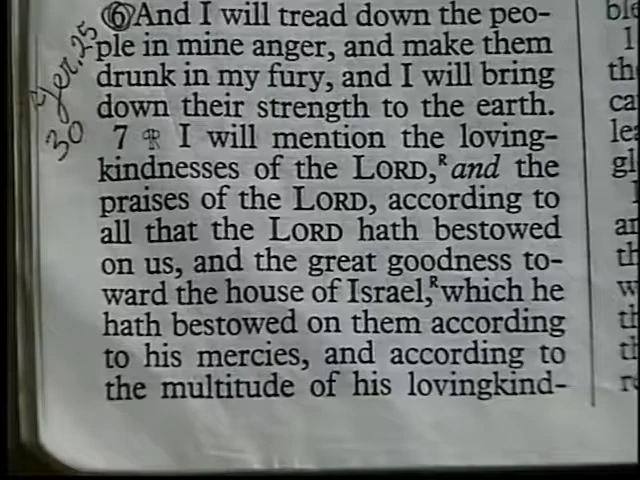 6 And I will tread down the peo-
ple in mine anger, and make them
drunk in my fury, and I will bring
down their strength to the earth.
7 I will mention the loving-
kindnesses of the LORD,R and the
praises of the LORD, according to
all that the LORD hath bestowed
on us, and the great goodness to-
ward the house of Israel,R which he
hath bestowed on them according
to his mercies, and according to
the multitude of his lovingkind-
Jer. 25
30